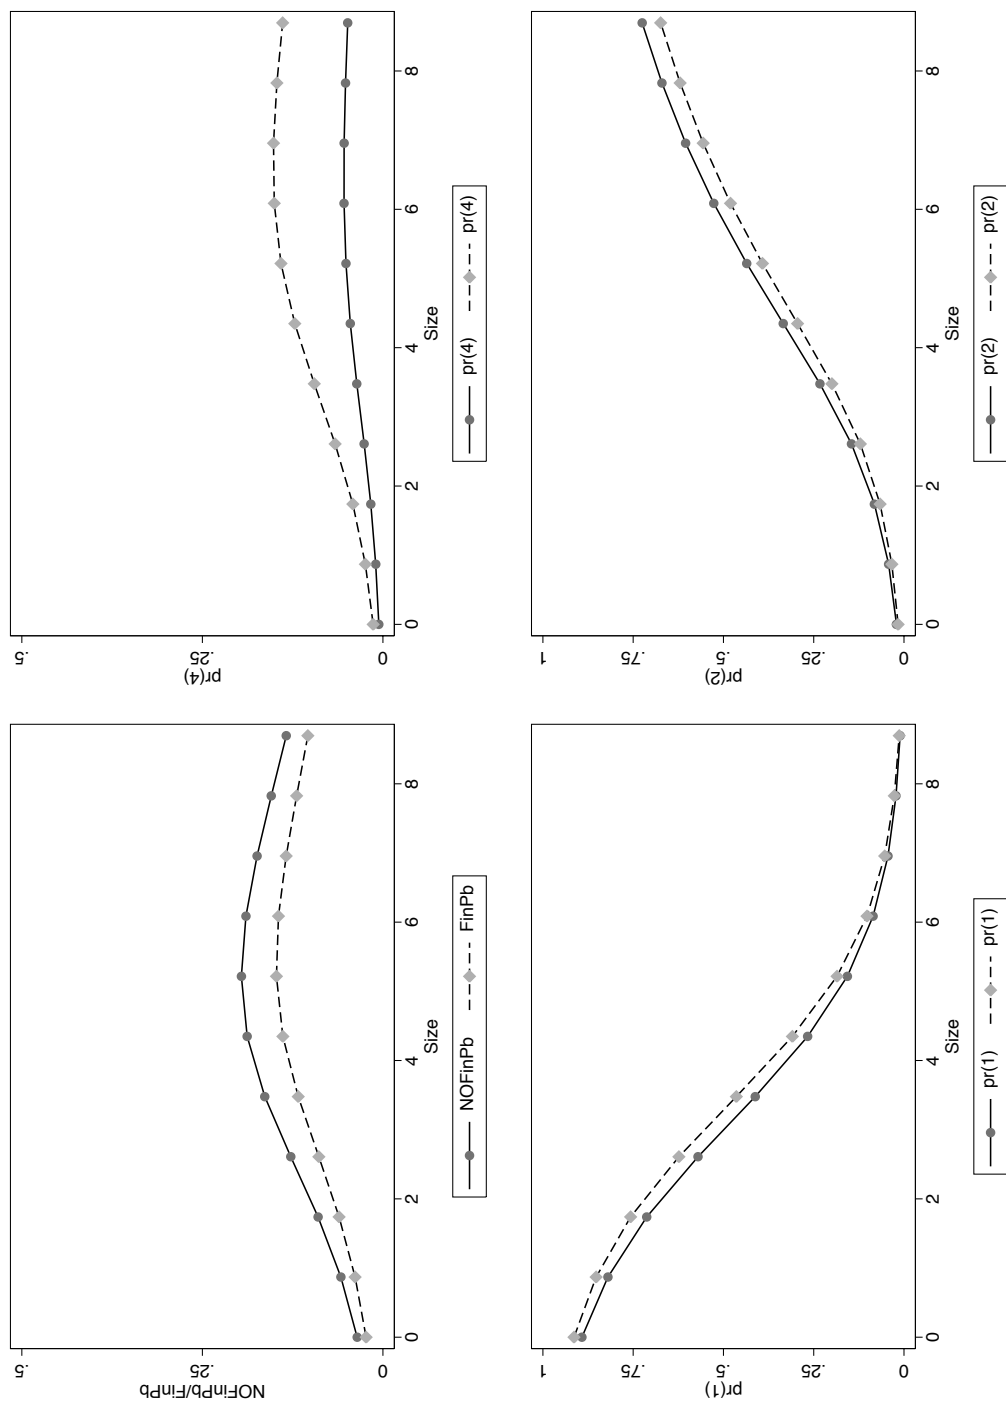 .5
.25
0
NOFinPb/FinPb
0
2
4
6
8
Size
NOFinPb
FinPb
.5
.25
0
pr(4)
0
2
4
6
8
Size
pr(4)
pr(4)
1
.75
.5
.25
0
pr(1)
0
2
4
6
8
Size
pr(1)
pr(1)
1
.75
.5
.25
0
pr(2)
0
2
4
6
8
Size
pr(2)
pr(2)